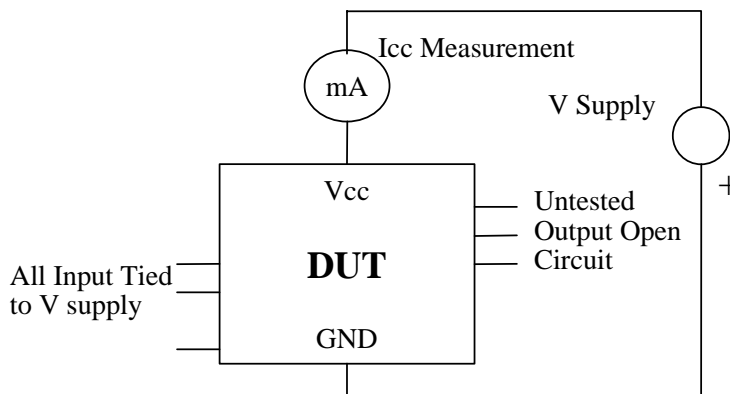 Icc Measurement
mA
V Supply
+
Vcc
Untested
Output Open
Circuit
DUT
All Input Tied
to V supply
GND